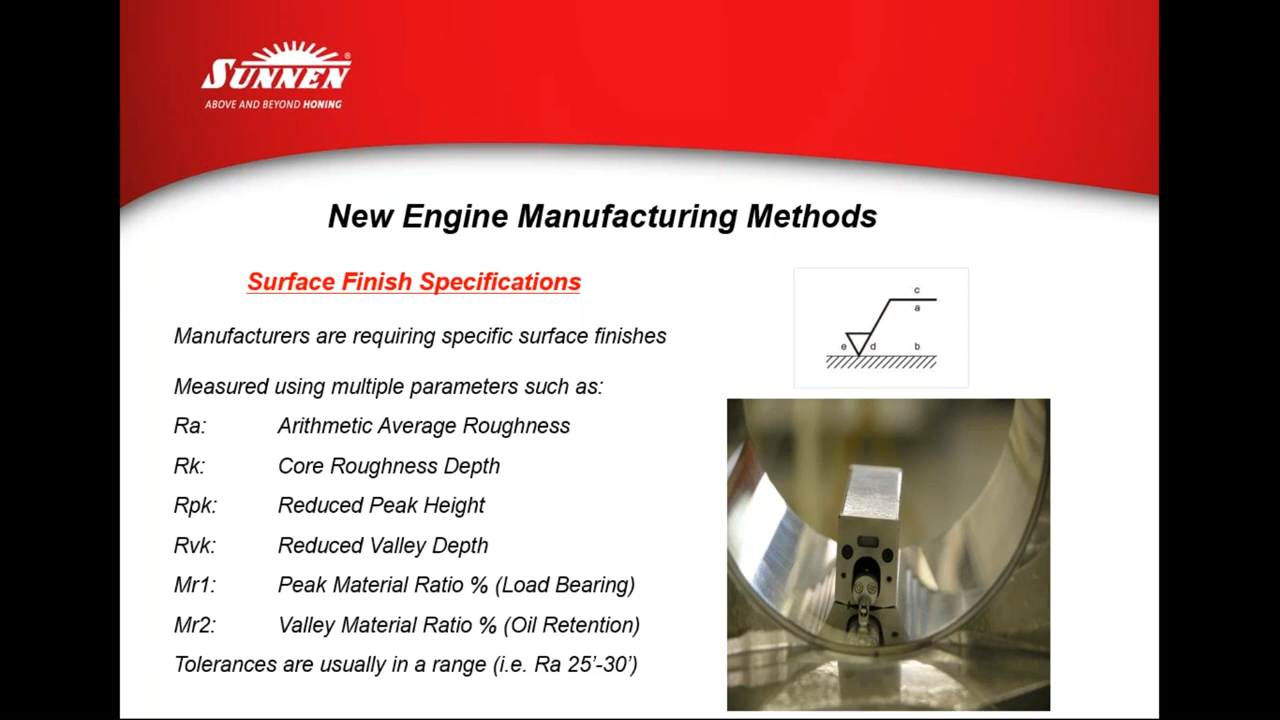 SUNNEN®
ABOVE AND BEYOND HONING
New Engine Manufacturing Methods
Surface Finish Specifications
Manufacturers are requiring specific surface finishes
Measured using multiple parameters such as:
Ra: Arithmetic Average Roughness
Rk: Core Roughness Depth
Rpk: Reduced Peak Height
Rvk: Reduced Valley Depth
Mr1: Peak Material Ratio % (Load Bearing)
Mr2: Valley Material Ratio % (Oil Retention)
Tolerances are usually in a range (i.e. Ra 25’-30’)
c
a
e d b